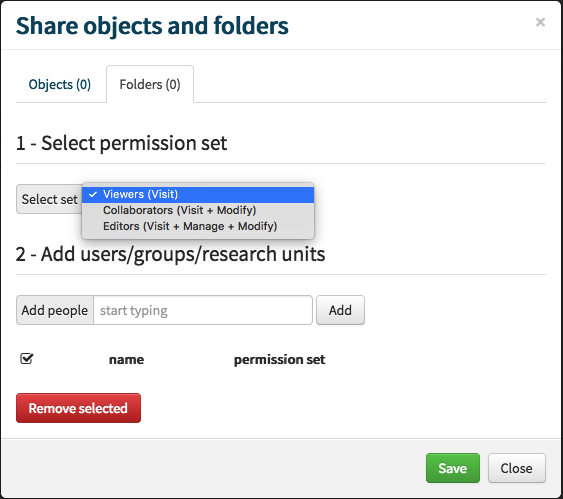 Share objects and folders ×
Objects (0) Folders (0)
1 - Select permission set
Select set ✓ Viewers (Visit)
Collaborators (Visit + Modify)
Editors (Visit + Manage + Modify)
2 - Add users/groups/research units
Add people start typing Add
name permission set
Remove selected
Save Close